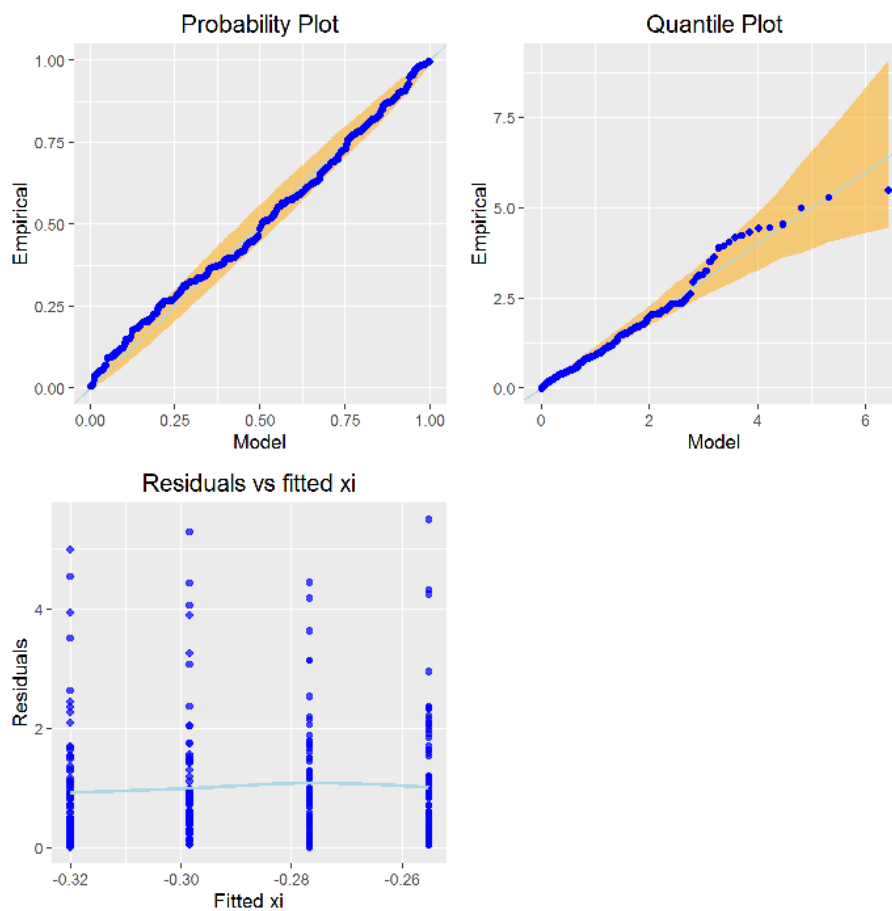 Probability Plot
1.00
0.75
0.50
0.25
0.00
Empirical
0.00 0.25 0.50 0.75 1.00
Model
Quantile Plot
7.5
5.0
2.5
0.0
Empirical
0 2 4 6
Model
Residuals vs fitted xi
4
2
0
Residuals
-0.32 -0.30 -0.28 -0.26
Fitted xi